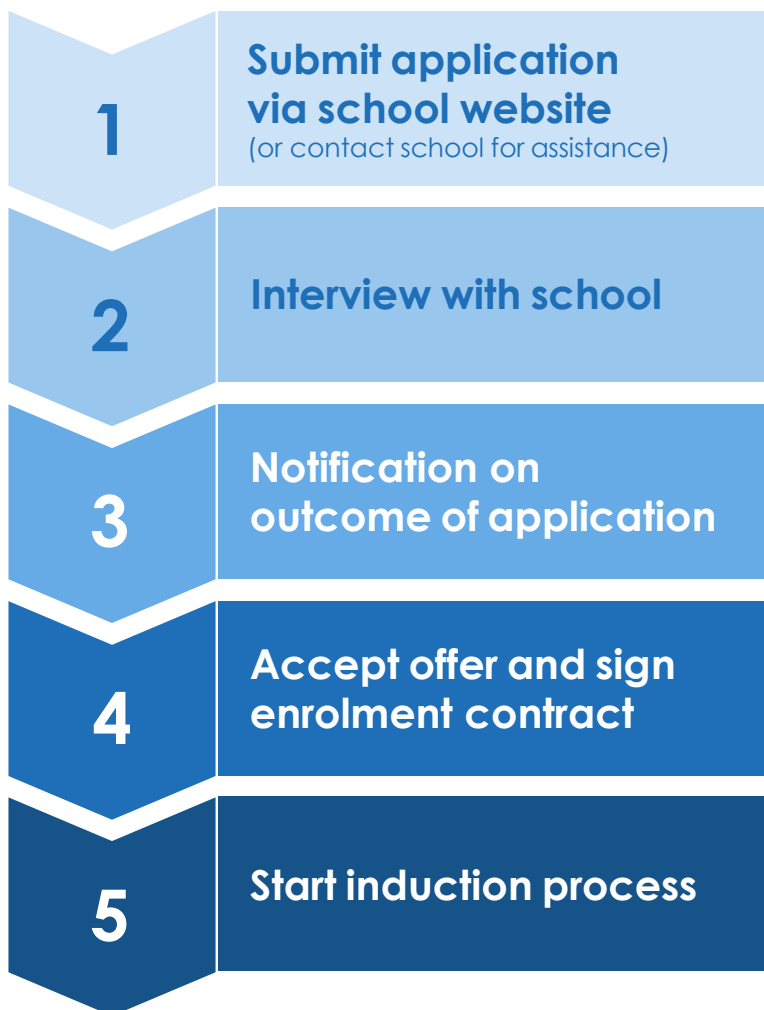 1
Submit application
via school website
(or contact school for assistance)
2
Interview with school
3
Notification on
outcome of application
4
Accept offer and sign
enrolment contract
5
Start induction process